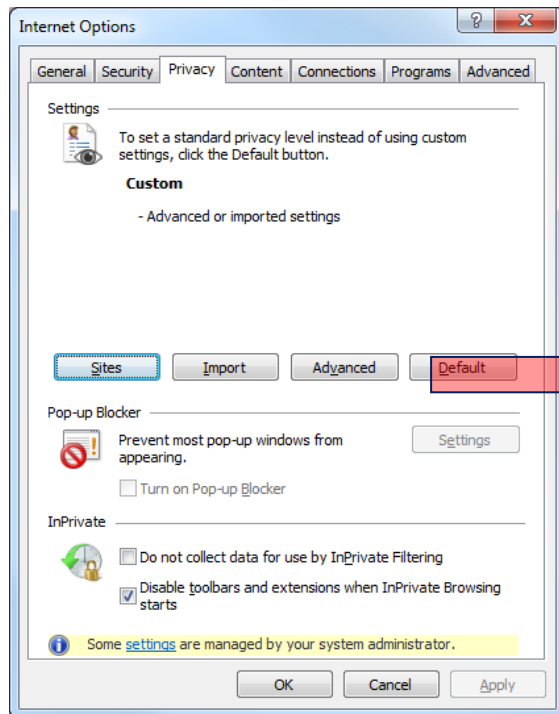 Internet Options
?
General Security Privacy Content Connections Programs Advanced
Settings
To set a standard privacy level instead of using custom
settings, click the Default button.
Custom
- Advanced or imported settings
Sites Import Advanced Default
Pop-up Blocker
Prevent most pop-up windows from
appearing.
Settings
Turn on Pop-up Blocker
InPrivate
Do not collect data for use by InPrivate Filtering
Disable toolbars and extensions when InPrivate Browsing
starts
Some settings are managed by your system administrator.
OK Cancel Apply